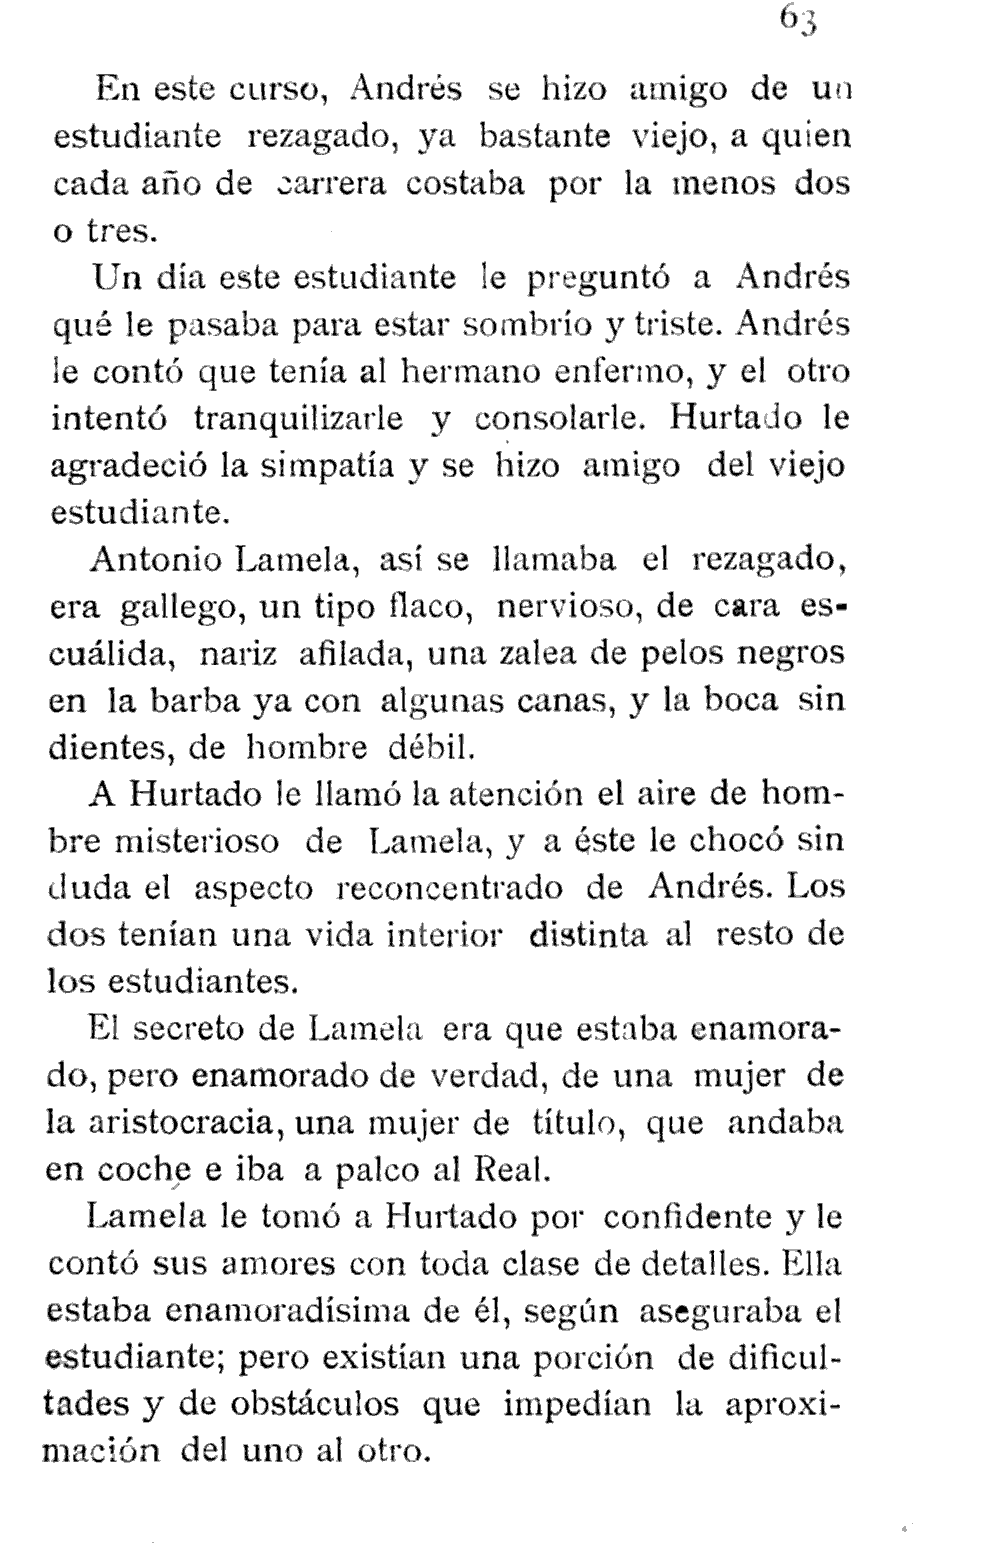 63
En este curso, Andrés se hizo amigo de un
estudiante rezagado, ya bastante viejo, a quien
cada año de carrera costaba por la menos dos
o tres.
Un día este estudiante le preguntó a Andrés
qué le pasaba para estar sombrío y triste. Andrés
le contó que tenía al hermano enfermo, y el otro
intentó tranquilizarle y consolarle. Hurtado le
agradeció la simpatía y se hizo amigo del viejo
estudiante.
Antonio Lamela, así se llamaba el rezagado,
era gallego, un tipo flaco, nervioso, de cara es-
cuálida, nariz afilada, una zalea de pelos negros
en la barba ya con algunas canas, y la boca sin
dientes, de hombre débil.
A Hurtado le llamó la atención el aire de hom-
bre misterioso de Lamela, y a éste le chocó sin
duda el aspecto reconcentrado de Andrés. Los
dos tenían una vida interior distinta al resto de
los estudiantes.
El secreto de Lamela era que estaba enamora-
do, pero enamorado de verdad, de una mujer de
la aristocracia, una mujer de título, que andaba
en coche e iba a palco al Real.
Lamela le tomó a Hurtado por confidente y le
contó sus amores con toda clase de detalles. Ella
estaba enamoradísima de él, según aseguraba el
estudiante; pero existían una porción de dificul-
tades y de obstáculos que impedían la aproxi-
mación del uno al otro.